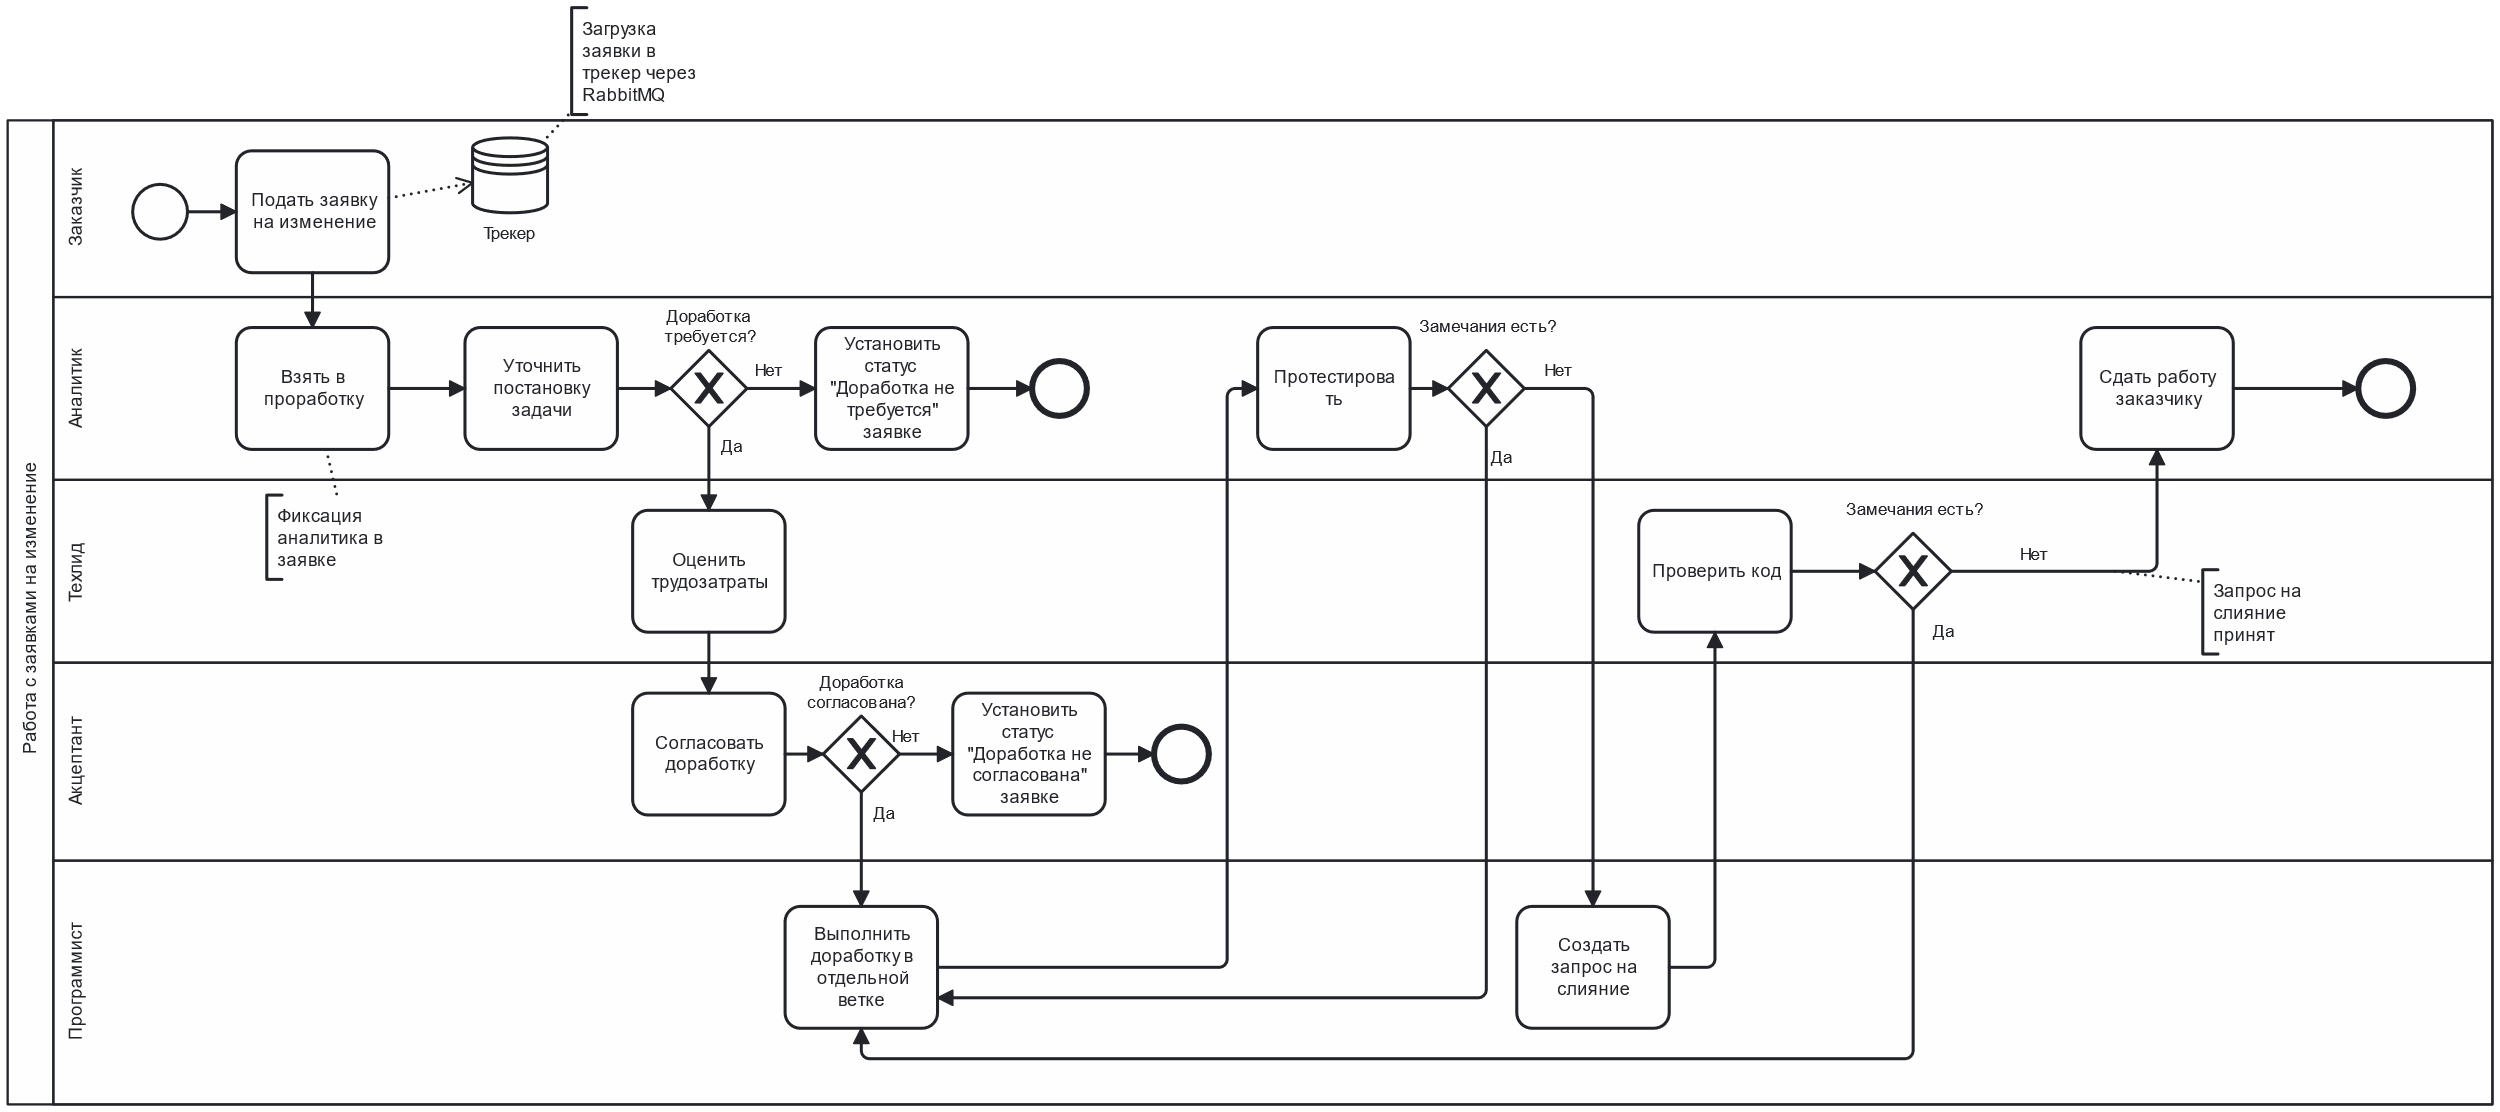 Загрузка
заявки в
трекер через
RabbitMQ
Работа с заявками на изменение
Заказчик
Подать заявку
на изменение
Трекер
Аналитик
Взять в
проработку
Уточнить
постановку
задачи
Доработка
требуется?
Нет
Да
Установить
статус
"Доработка не
требуется"
заявке
Протестирова
ть
Замечания есть?
Нет
Да
Сдать работу
заказчику
Техлид
Фиксация
аналитика в
заявке
Оценить
трудозатраты
Проверить код
Замечания есть?
Нет
Да
Запрос на
слияние
принят
Акцептант
Согласовать
доработку
Доработка
согласована?
Нет
Да
Установить
статус
"Доработка не
согласована"
заявке
Программист
Выполнить
доработку в
отдельной
ветке
Создать
запрос на
слияние